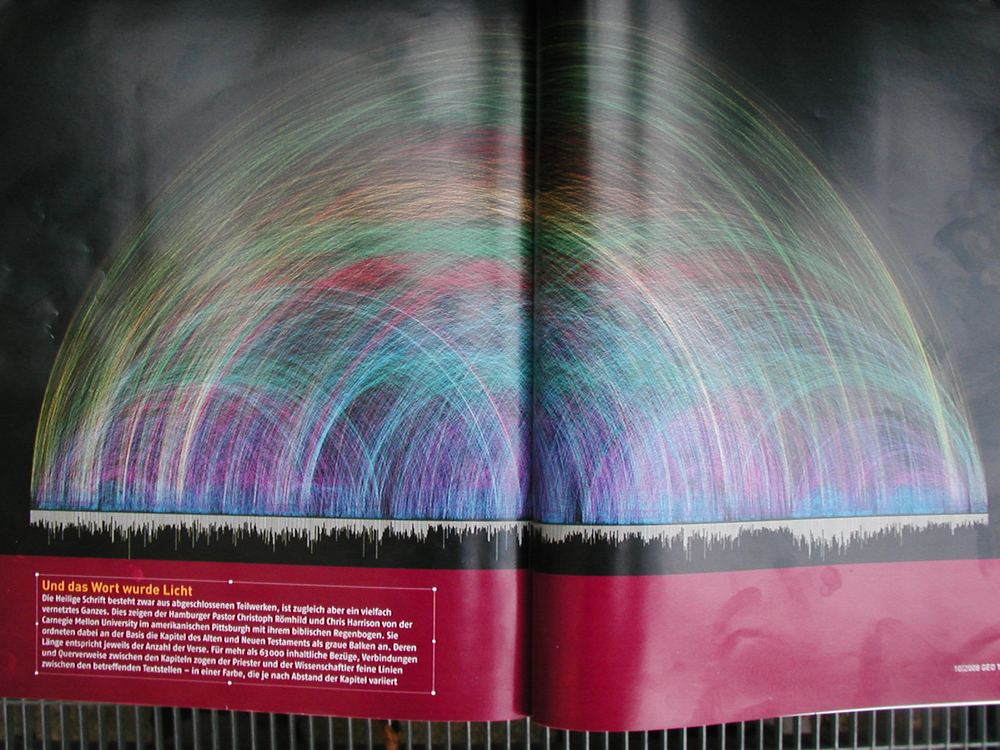 Und das Wort wurde Licht
Die Heilige Schrift besteht zwar aus abgeschlossenen Teilwerken, ist zugleich aber ein vielfach
vernetztes Ganzes. Dies zeigen der Hamburger Pastor Christoph Römhild und Chris Harrison von der
Carnegie Mellon University im amerikanischen Pittsburgh mit ihrem biblischen Regenbogen. Sie
ordneten dabei an der Basis die Kapitel des Alten und Neuen Testaments als graue Balken an. Deren
Länge entspricht jeweils der Anzahl der Verse. Für mehr als 63000 inhaltliche Bezüge, Verbindungen
und Querverweise zwischen den Kapiteln zogen der Priester und der Wissenschaftler feine Linien
zwischen den betreffenden Textstellen – in einer Farbe, die je nach Abstand der Kapitel variiert
10|2008 GEO